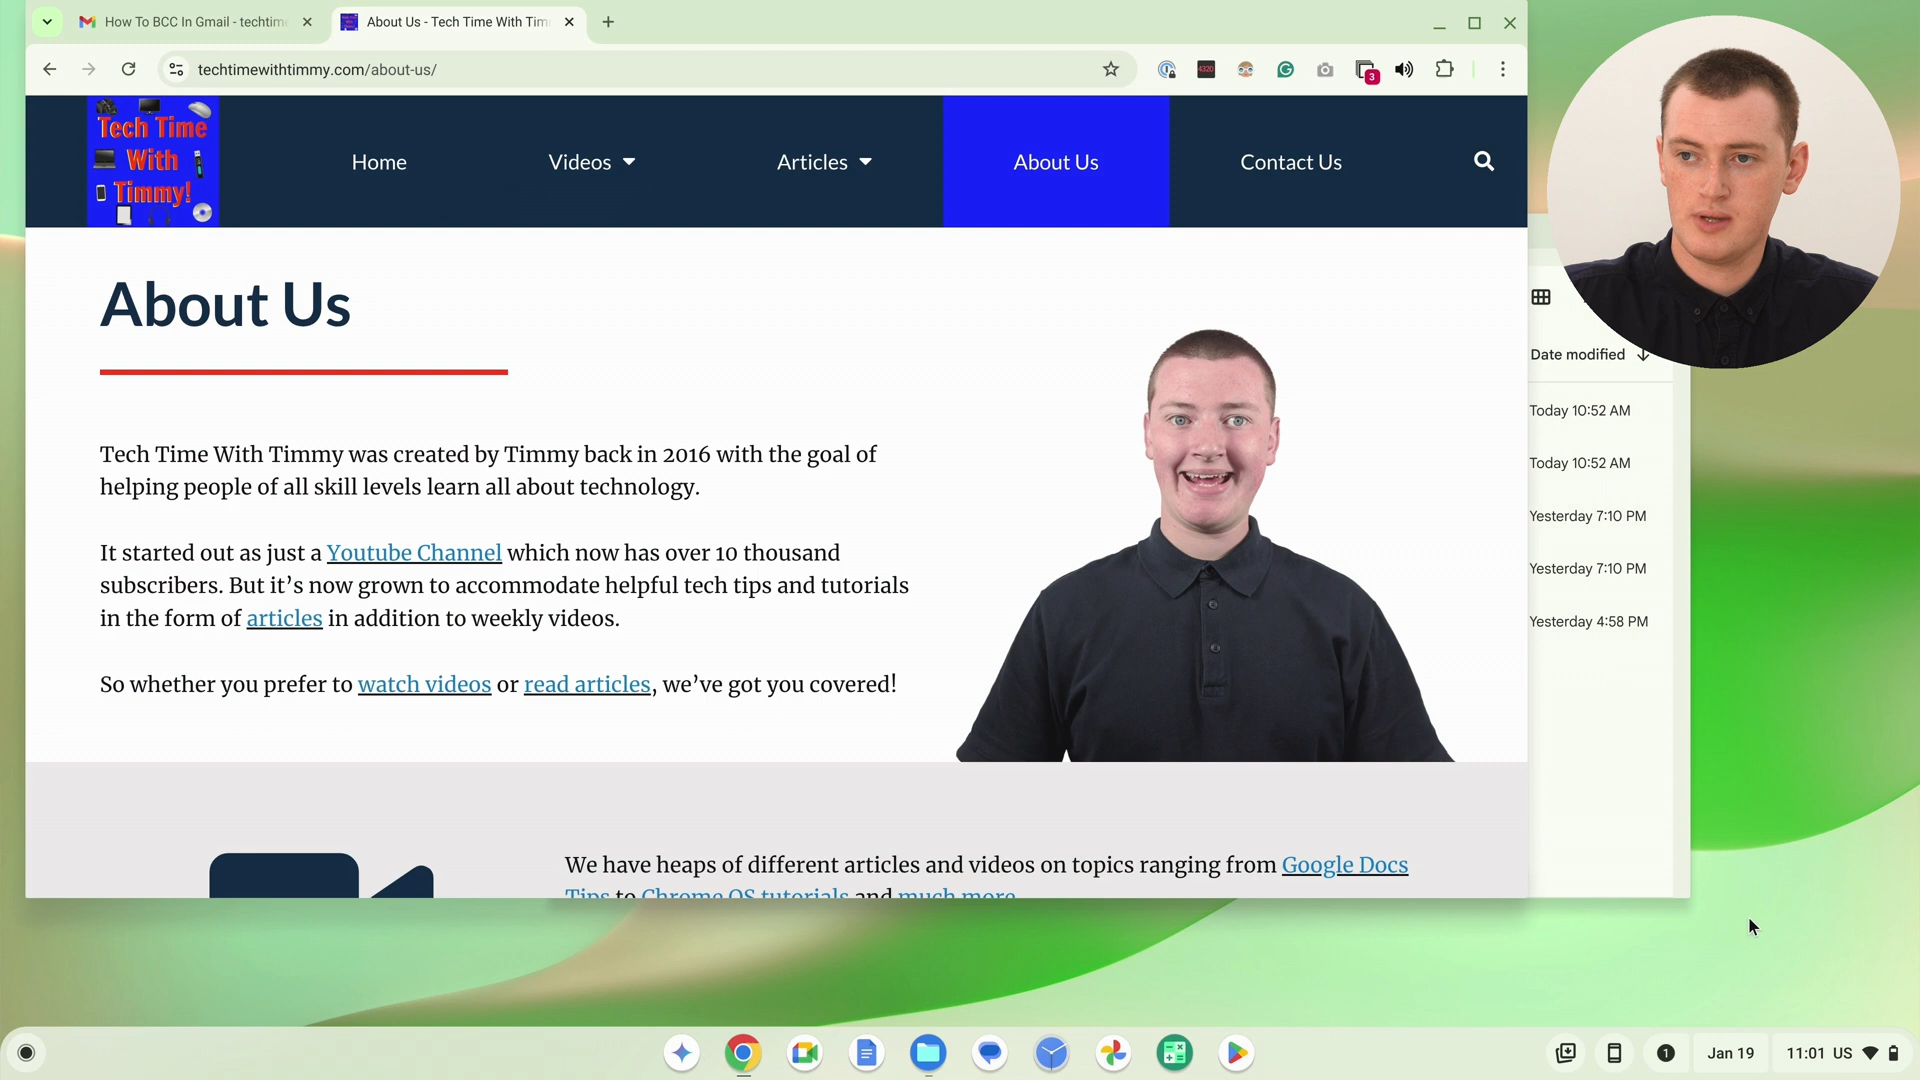 How To BCC In Gmail - techtime
About Us - Tech Time With Tim
techtimewithtimmy.com/about-us/
4320
3
Tech Time
With
Timmy!
Home
Videos
Articles
About Us
Contact Us
About Us
Tech Time With Timmy was created by Timmy back in 2016 with the goal of
helping people of all skill levels learn all about technology.
It started out as just a Youtube Channel which now has over 10 thousand
subscribers. But it’s now grown to accommodate helpful tech tips and tutorials
in the form of articles in addition to weekly videos.
So whether you prefer to watch videos or read articles, we’ve got you covered!
We have heaps of different articles and videos on topics ranging from Google Docs
Tips to Chrome OS tutorials and much more
Date modified
Today 10:52 AM
Today 10:52 AM
Yesterday 7:10 PM
Yesterday 7:10 PM
Yesterday 4:58 PM
1
Jan 19
11:01 US